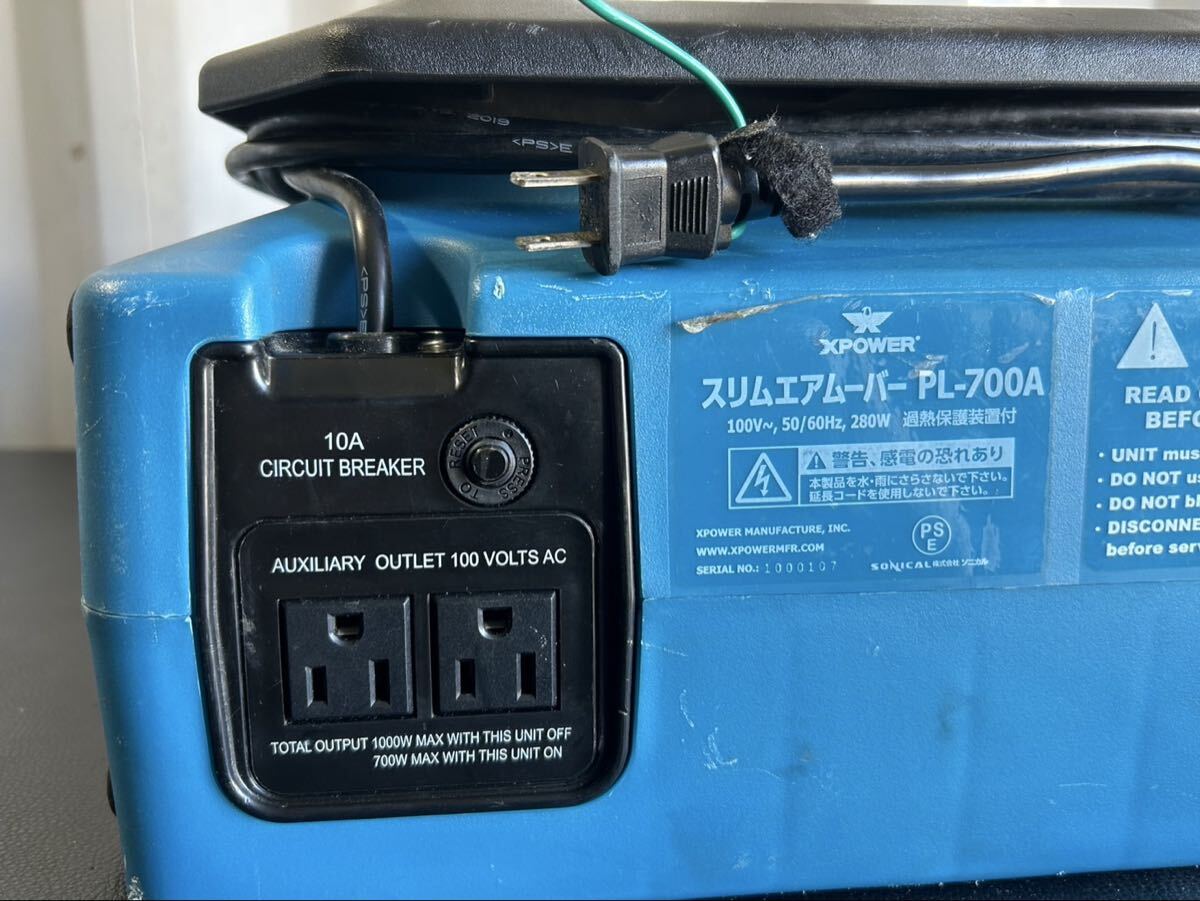 2019
<PS>E
<PS>E
10A
CIRCUIT BREAKER
PRESS TO RESET
AUXILIARY OUTLET 100 VOLTS AC
TOTAL OUTPUT 1000W MAX WITH THIS UNIT OFF
700W MAX WITH THIS UNIT ON
XPOWER
スリムエアムーバー PL-700A
100V~, 50/60Hz, 280W 過熱保護装置付
警告、感電の恐れあり
本製品を水・雨にさらさないで下さい。
延長コードを使用しないで下さい。
XPOWER MANUFACTURE, INC.
WWW.XPOWERMFR.COM
SERIAL NO.: 1000107
PS
E
SONICAL 株式会社 ソニカル
READ
BEFO
・UNIT mus
・DO NOT us
・DO NOT bl
・DISCONNE
before serv